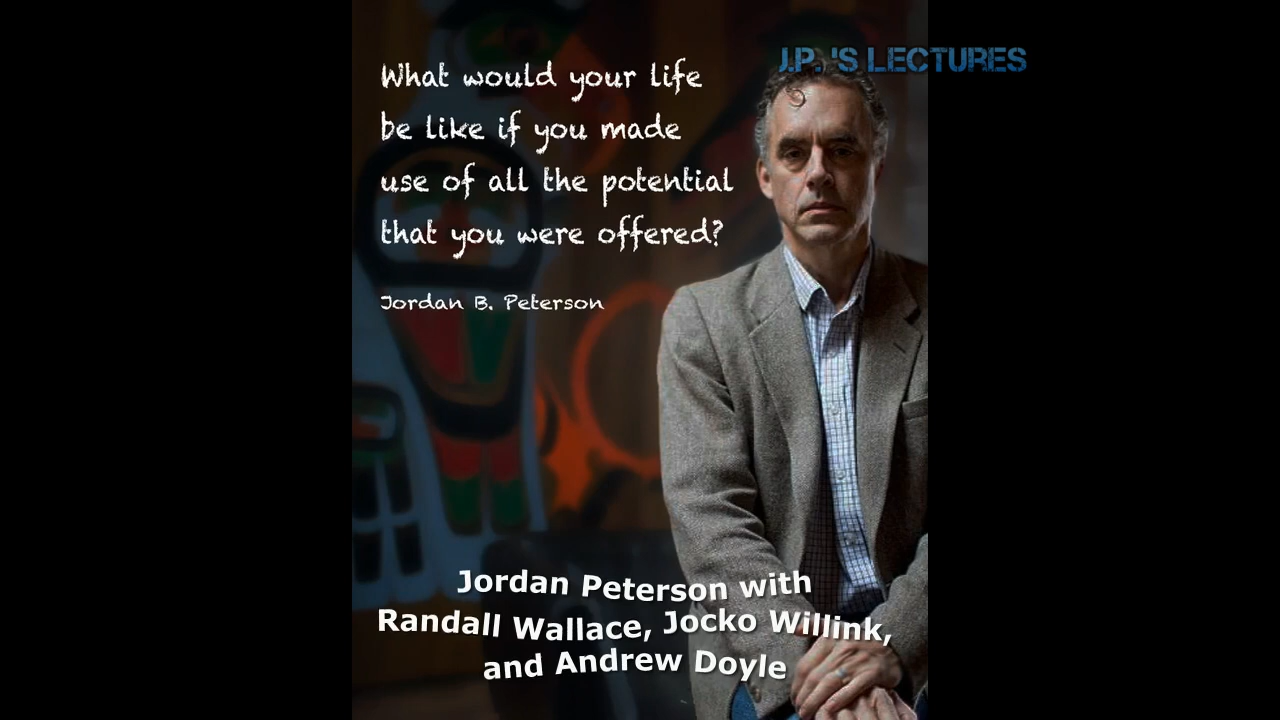 J.P. 'S LECTURES
What would your life
be like if you made
use of all the potential
that you were offered?
Jordan B. Peterson
Jordan Peterson with
Randall Wallace, Jocko Willink,
and Andrew Doyle